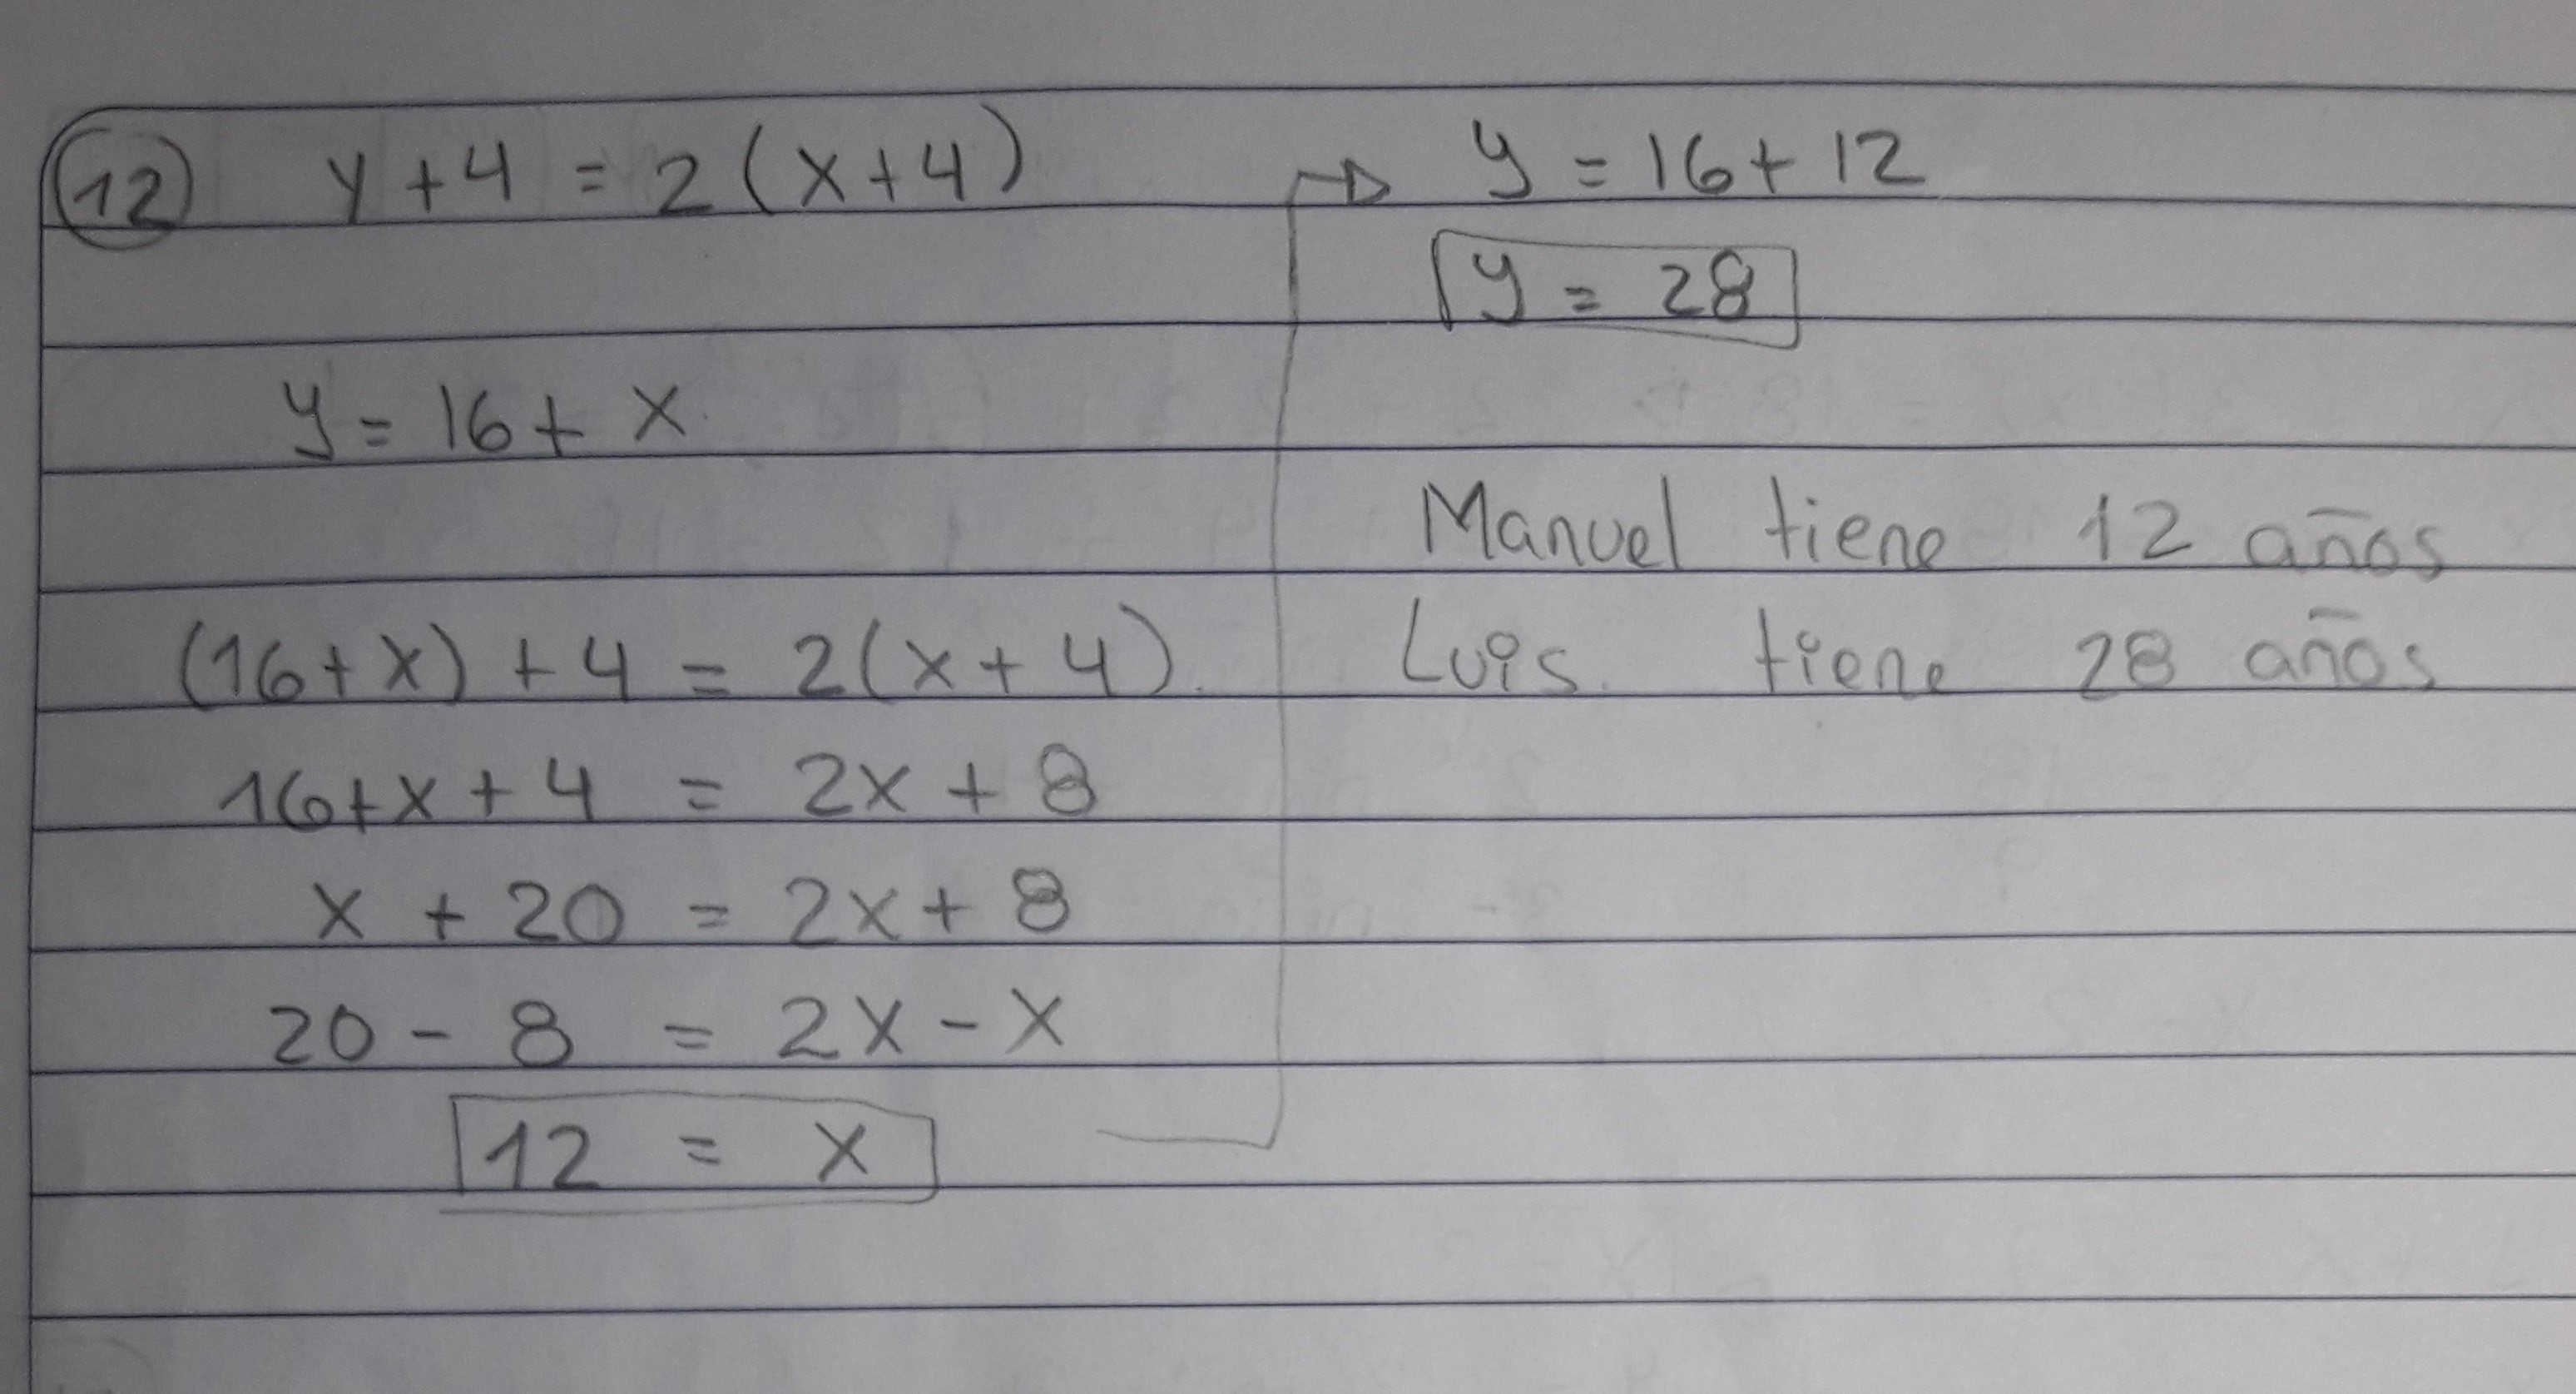 12 y + 4 = 2 (x + 4)
y = 16 + x
(16 + x) + 4 = 2(x + 4).
16 + x + 4 = 2x + 8
x + 20 = 2x + 8
20 - 8 = 2x - x
12 = x
y = 16 + 12
y = 28
Manuel tiene 12 años
Luis. tiene 28 años